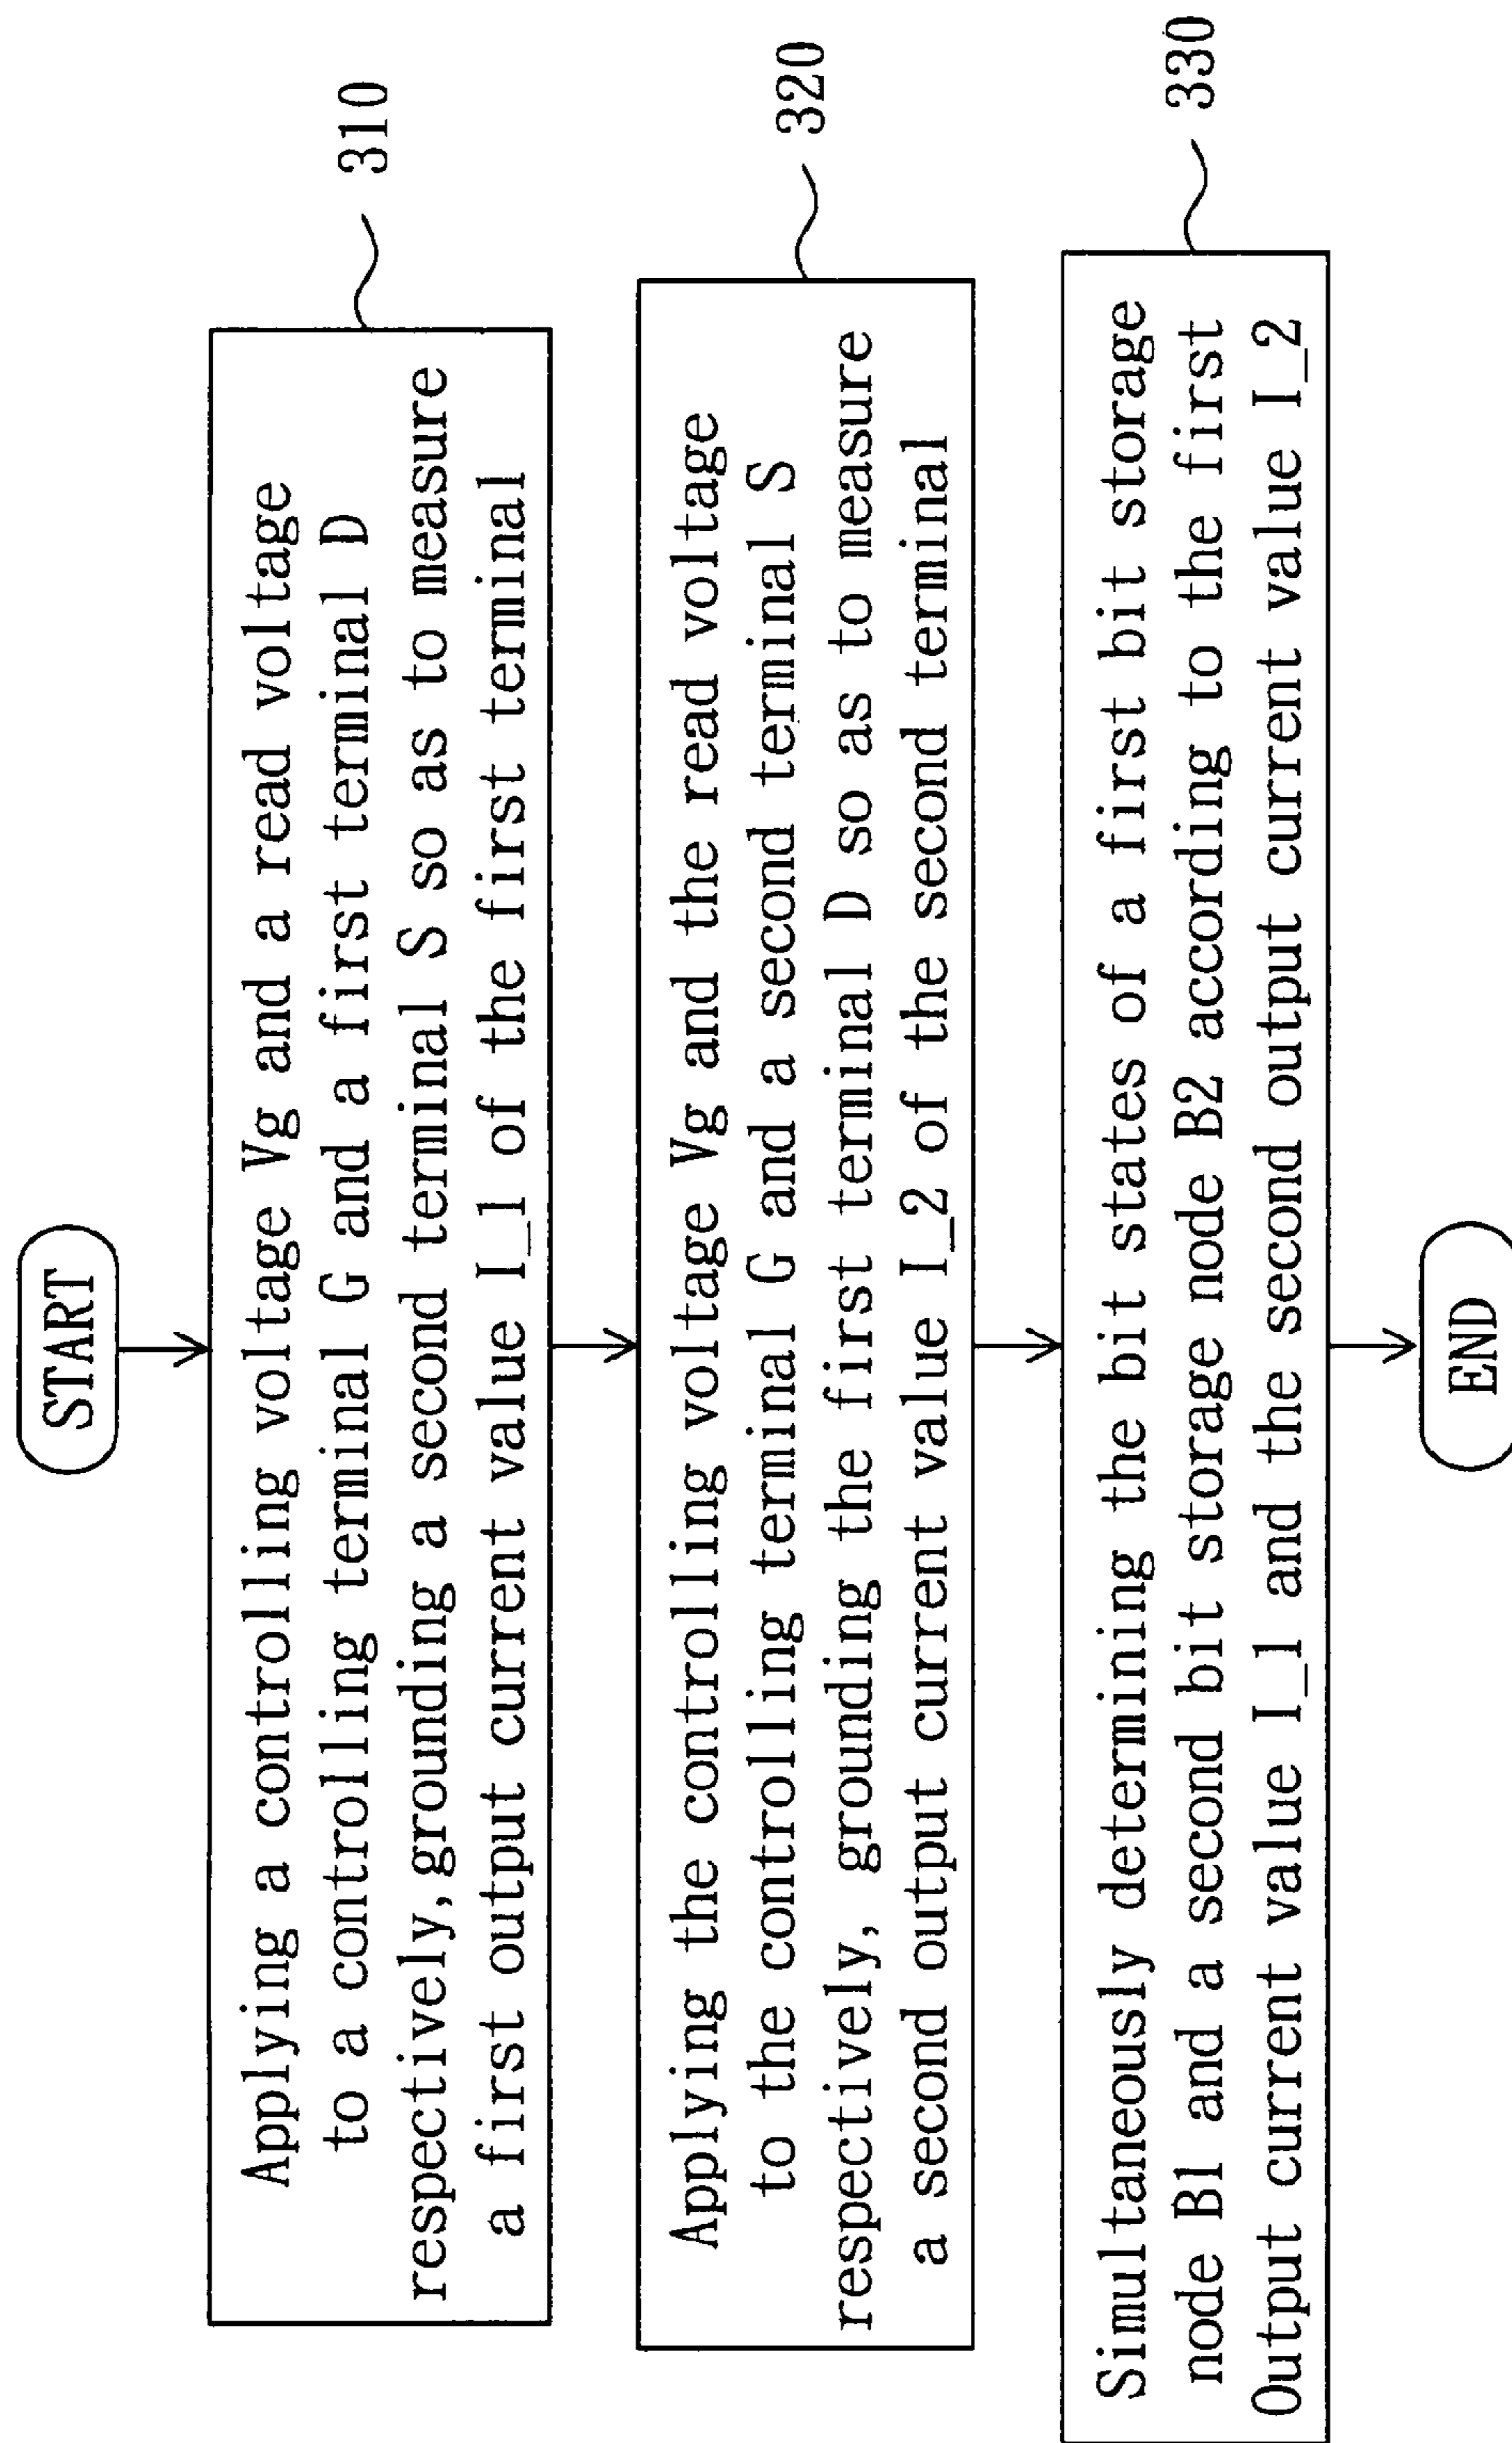 START
Applying a controlling voltage Vg and a read voltage
to a controlling terminal G and a first terminal D
respectively,grounding a second terminal S so as to measure
a first output current value I_1 of the first terminal
310
Applying the controlling voltage Vg and the read voltage
to the controlling terminal G and a second terminal S
respectively, grounding the first terminal D so as to measure
a second output current value I_2 of the second terminal
320
Simultaneously determining the bit states of a first bit storage
node B1 and a second bit storage node B2 according to the first
Output current value I_1 and the second output current value I_2
330
END